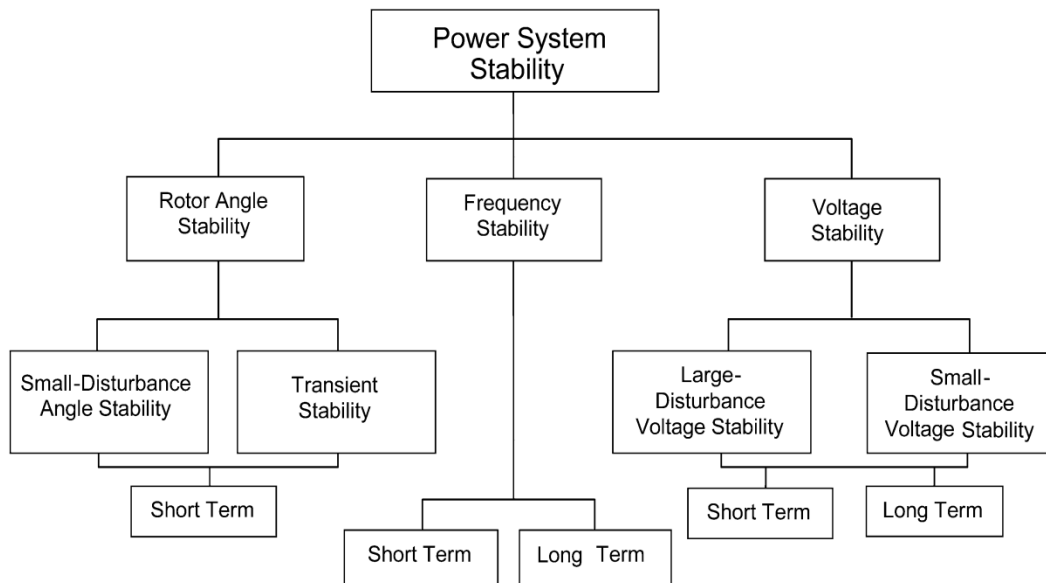 Power System
Stability
Rotor Angle
Stability
Frequency
Stability
Voltage
Stability
Small-Disturbance
Angle Stability
Transient
Stability
Large-
Disturbance
Voltage Stability
Small-
Disturbance
Voltage Stability
Short Term
Short Term
Long Term
Short Term
Long Term